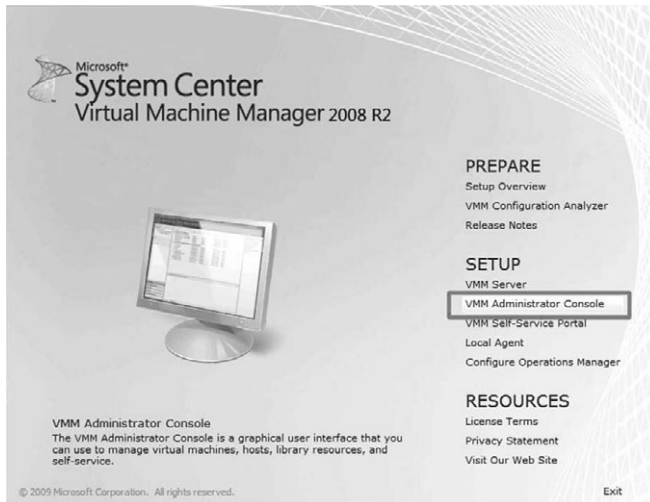 Microsoft®
System Center
Virtual Machine Manager 2008 R2
PREPARE
Setup Overview
VMM Configuration Analyzer
Release Notes
SETUP
VMM Server
VMM Administrator Console
VMM Self-Service Portal
Local Agent
Configure Operations Manager
RESOURCES
License Terms
Privacy Statement
Visit Our Web Site
VMM Administrator Console
The VMM Administrator Console is a graphical user interface that you
can use to manage virtual machines, hosts, library resources, and
self-service.
© 2009 Microsoft Corporation. All rights reserved.
Exit